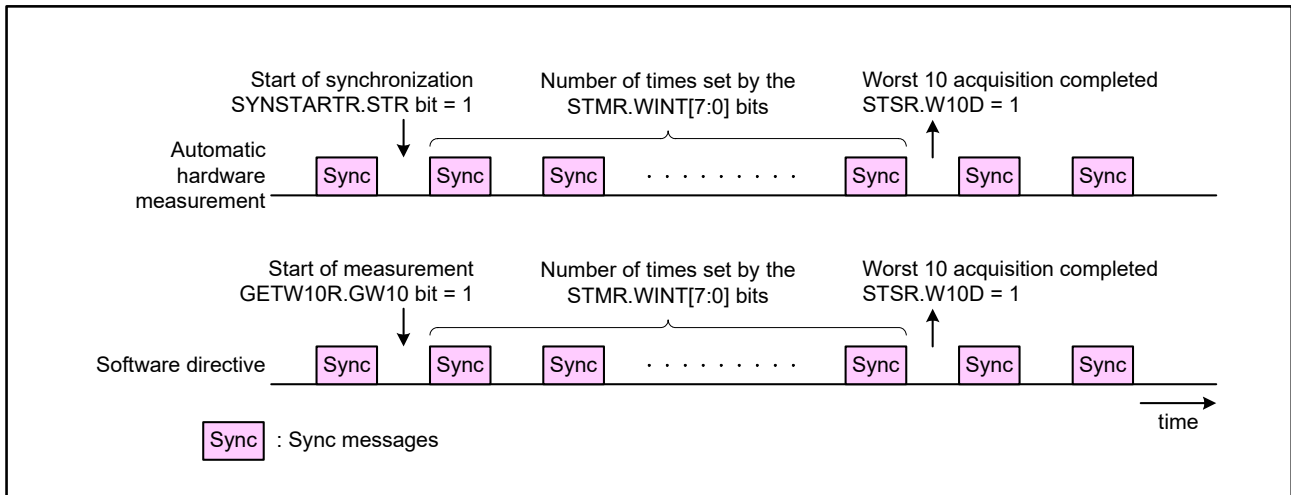 Start of synchronization
SYNSTARTR.STR bit = 1
Number of times set by the
STMR.WINT[7:0] bits
Worst 10 acquisition completed
STSR.W10D = 1
Automatic
hardware
measurement
Sync Sync Sync . . . . . . . . . Sync Sync Sync
Start of measurement
GETW10R.GW10 bit = 1
Number of times set by the
STMR.WINT[7:0] bits
Worst 10 acquisition completed
STSR.W10D = 1
Software directive
Sync Sync Sync . . . . . . . . . Sync Sync Sync
time
Sync : Sync messages